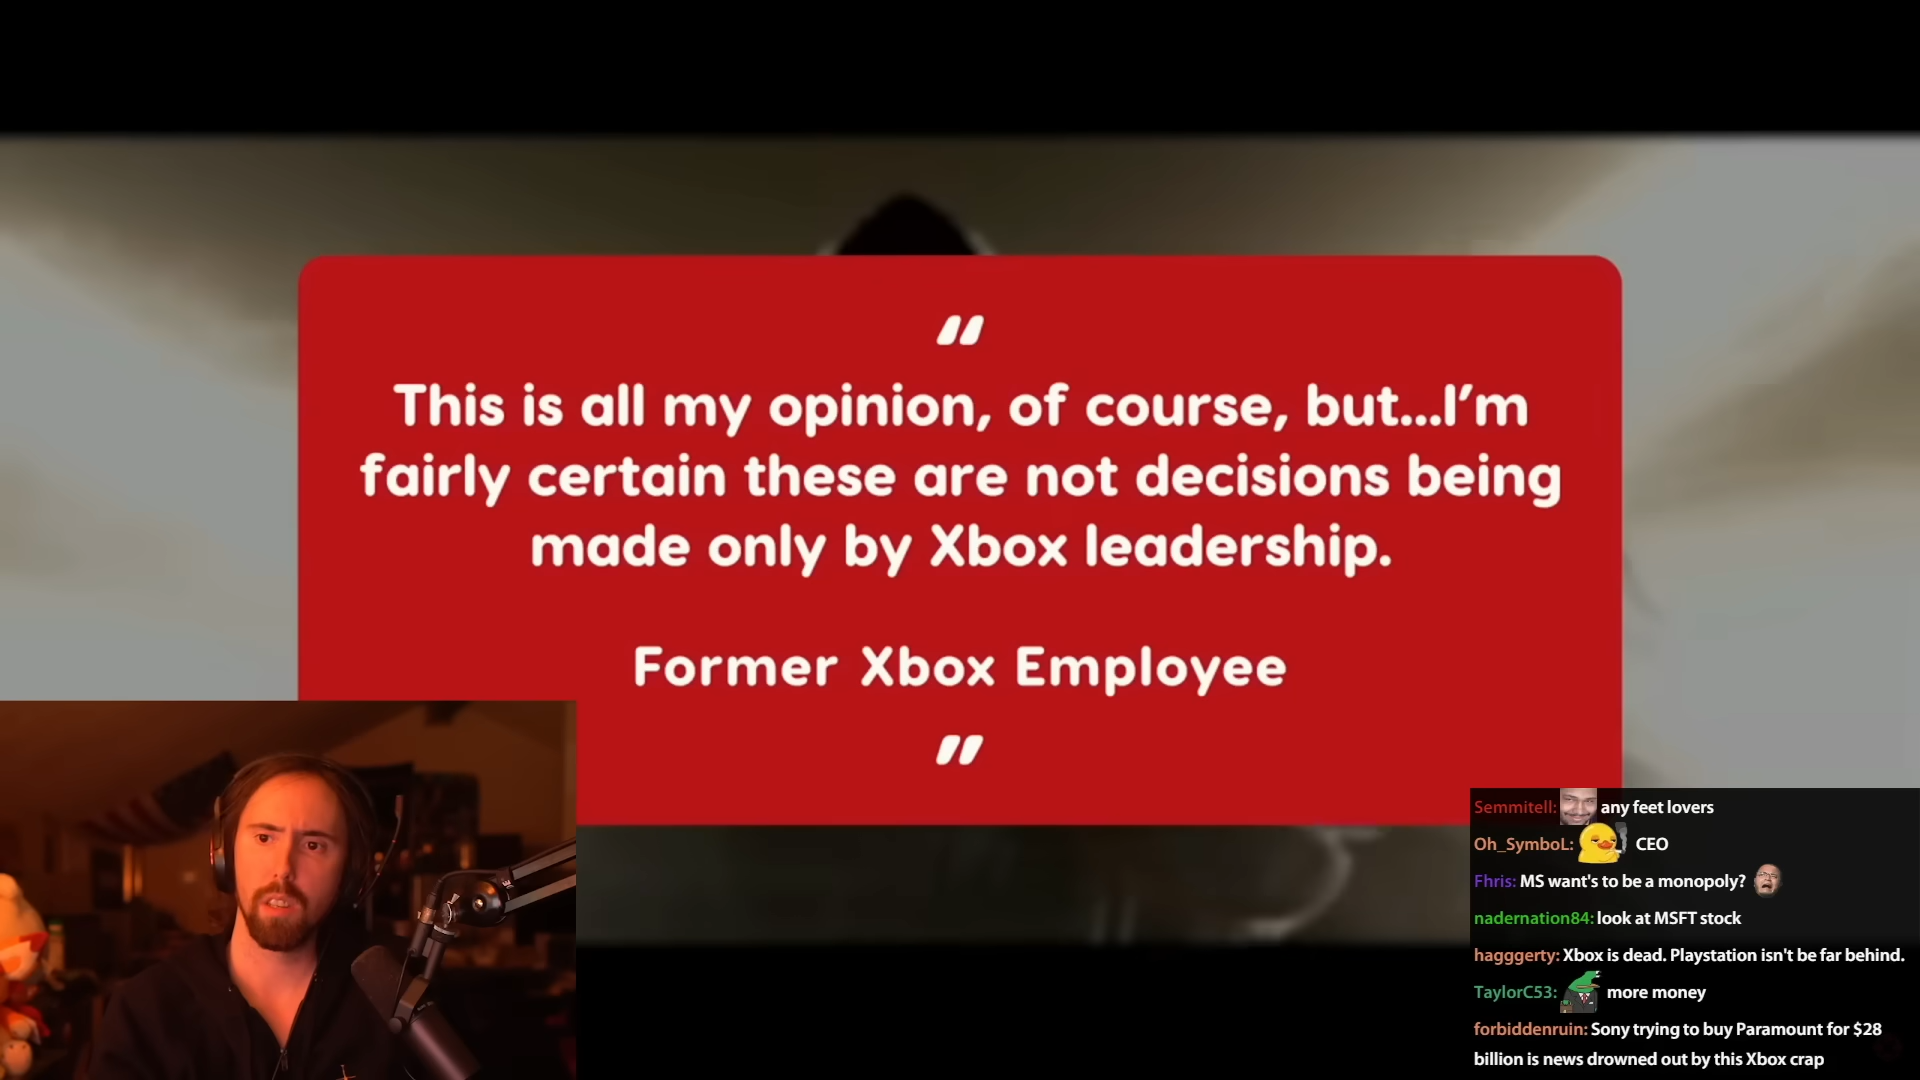 “
This is all my opinion, of course, but...I’m
fairly certain these are not decisions being
made only by Xbox leadership.
Former Xbox Employee
”
Semmitell: any feet lovers
Oh_SymboL: CEO
Fhris: MS want's to be a monopoly?
nadernation84: look at MSFT stock
hagggerty: Xbox is dead. Playstation isn't be far behind.
TaylorC53: more money
forbiddenruin: Sony trying to buy Paramount for $28
billion is news drowned out by this Xbox crap